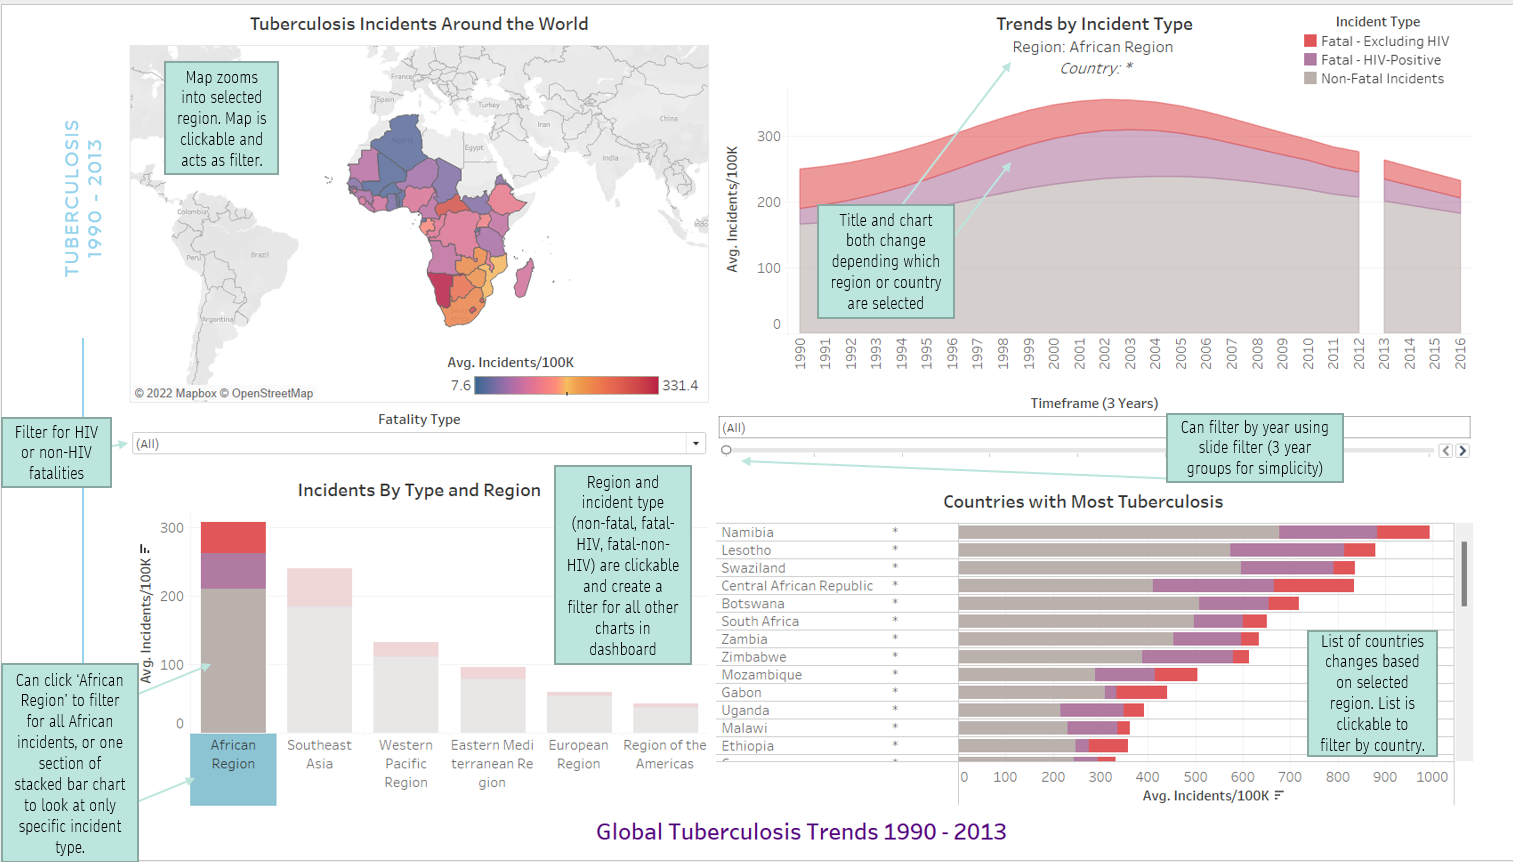 TUBERCULOSIS
1990 - 2013
Tuberculosis Incidents Around the World
Map zooms
into selected
region. Map is
clickable and
acts as filter.
France
Spain
Turkey
Iran
China
Egypt
India
Colombia
Peru
Brazil
Argentina
Avg. Incidents/100K
7.6
331.4
© 2022 Mapbox © OpenStreetMap
Trends by Incident Type
Region: African Region
Country: *
Incident Type
Fatal - Excluding HIV
Fatal - HIV-Positive
Non-Fatal Incidents
Avg. Incidents/100K
300
200
100
0
Title and chart
both change
depending which
region or country
are selected
1990 1991 1992 1993 1994 1995 1996 1997 1998 1999 2000 2001 2002 2003 2004 2005 2006 2007 2008 2009 2010 2011 2012 2013 2014 2015 2016
Filter for HIV
or non-HIV
fatalities
Fatality Type
(All)
Timeframe (3 Years)
(All)
Can filter by year using
slide filter (3 year
groups for simplicity)
Incidents By Type and Region
Region and
incident type
(non-fatal, fatal-
HIV, fatal-non-
HIV) are clickable
and create a
filter for all other
charts in
dashboard
Avg. Incidents/100K
300
200
100
0
African
Region
Southeast
Asia
Western
Pacific
Region
Eastern Medi
terranean Re
gion
European
Region
Region of the
Americas
Can click ‘African
Region’ to filter
for all African
incidents, or one
section of
stacked bar chart
to look at only
specific incident
type.
Countries with Most Tuberculosis
Namibia *
Lesotho *
Swaziland *
Central African Republic *
Botswana *
South Africa *
Zambia *
Zimbabwe *
Mozambique *
Gabon *
Uganda *
Malawi *
Ethiopia *
List of countries
changes based
on selected
region. List is
clickable to
filter by country.
0 100 200 300 400 500 600 700 800 900 1000
Avg. Incidents/100K
Global Tuberculosis Trends 1990 - 2013